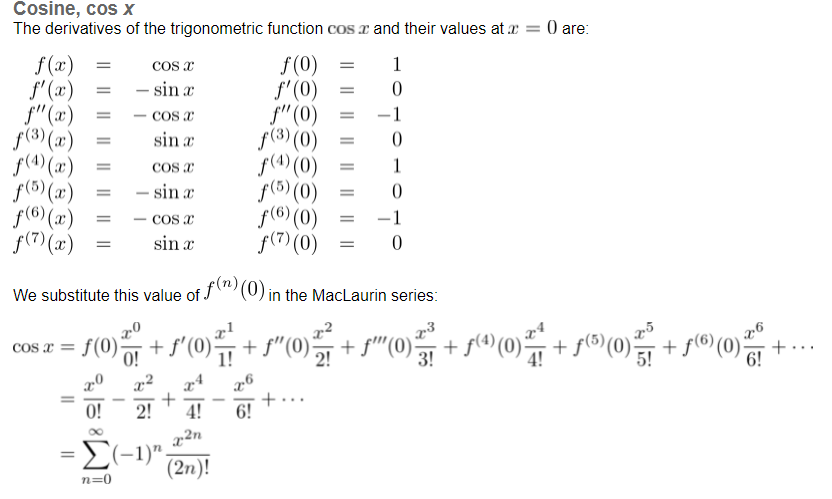 Cosine, cos x
The derivatives of the trigonometric function cos x and their values at x = 0 are:
f(x) = cos x f(0) = 1
f′(x) = − sin x f′(0) = 0
f″(x) = − cos x f″(0) = −1
f⁽³⁾(x) = sin x f⁽³⁾(0) = 0
f⁽⁴⁾(x) = cos x f⁽⁴⁾(0) = 1
f⁽⁵⁾(x) = − sin x f⁽⁵⁾(0) = 0
f⁽⁶⁾(x) = − cos x f⁽⁶⁾(0) = −1
f⁽⁷⁾(x) = sin x f⁽⁷⁾(0) = 0
We substitute this value of f⁽ⁿ⁾(0) in the MacLaurin series:
cos x = f(0) x⁰/0! + f′(0) x¹/1! + f″(0) x²/2! + f‴(0) x³/3! + f⁽⁴⁾(0) x⁴/4! + f⁽⁵⁾(0) x⁵/5! + f⁽⁶⁾(0) x⁶/6! + ···
= x⁰/0! − x²/2! + x⁴/4! − x⁶/6! + ···
= ∑_{n=0}^{∞} (−1)ⁿ x²ⁿ/(2n)!